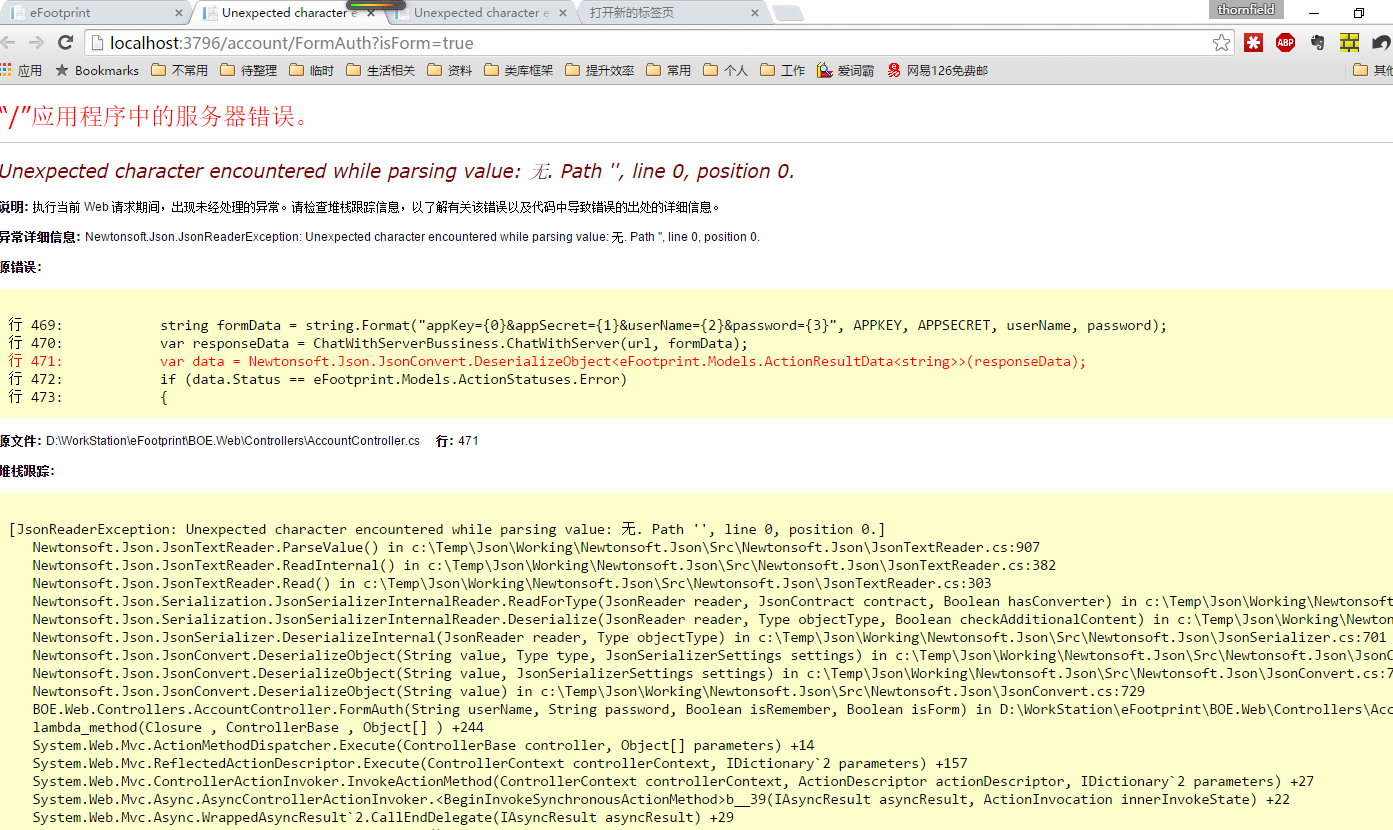 eFootprint
Unexpected character e
Unexpected character e
打开新的标签页
thornfield
localhost:3796/account/FormAuth?isForm=true
ABP
应用 Bookmarks 不常用 待整理 临时 生活相关 资料 类库框架 提升效率 常用 个人 工作 爱词霸 网易126免费邮 其他
“/”应用程序中的服务器错误。
Unexpected character encountered while parsing value: 无. Path '', line 0, position 0.
说明: 执行当前 Web 请求期间，出现未经处理的异常。请检查堆栈跟踪信息，以了解有关该错误以及代码中导致错误的出处的详细信息。
异常详细信息: Newtonsoft.Json.JsonReaderException: Unexpected character encountered while parsing value: 无. Path '', line 0, position 0.
源错误:
行 469: string formData = string.Format("appKey={0}&appSecret={1}&userName={2}&password={3}", APPKEY, APPSECRET, userName, password);
行 470: var responseData = ChatWithServerBussiness.ChatWithServer(url, formData);
行 471: var data = Newtonsoft.Json.JsonConvert.DeserializeObject<eFootprint.Models.ActionResultData<string>>(responseData);
行 472: if (data.Status == eFootprint.Models.ActionStatuses.Error)
行 473: {
源文件: D:\WorkStation\eFootprint\BOE.Web\Controllers\AccountController.cs 行: 471
堆栈跟踪:
[JsonReaderException: Unexpected character encountered while parsing value: 无. Path '', line 0, position 0.]
Newtonsoft.Json.JsonTextReader.ParseValue() in c:\Temp\Json\Working\Newtonsoft.Json\Src\Newtonsoft.Json\JsonTextReader.cs:907
Newtonsoft.Json.JsonTextReader.ReadInternal() in c:\Temp\Json\Working\Newtonsoft.Json\Src\Newtonsoft.Json\JsonTextReader.cs:382
Newtonsoft.Json.JsonTextReader.Read() in c:\Temp\Json\Working\Newtonsoft.Json\Src\Newtonsoft.Json\JsonTextReader.cs:303
Newtonsoft.Json.Serialization.JsonSerializerInternalReader.ReadForType(JsonReader reader, JsonContract contract, Boolean hasConverter) in c:\Temp\Json\Working\Newtonsoft
Newtonsoft.Json.Serialization.JsonSerializerInternalReader.Deserialize(JsonReader reader, Type objectType, Boolean checkAdditionalContent) in c:\Temp\Json\Working\Newton
Newtonsoft.Json.JsonSerializer.DeserializeInternal(JsonReader reader, Type objectType) in c:\Temp\Json\Working\Newtonsoft.Json\Src\Newtonsoft.Json\JsonSerializer.cs:701
Newtonsoft.Json.JsonConvert.DeserializeObject(String value, Type type, JsonSerializerSettings settings) in c:\Temp\Json\Working\Newtonsoft.Json\Src\Newtonsoft.Json\JsonC
Newtonsoft.Json.JsonConvert.DeserializeObject(String value, JsonSerializerSettings settings) in c:\Temp\Json\Working\Newtonsoft.Json\Src\Newtonsoft.Json\JsonConvert.cs:7
Newtonsoft.Json.JsonConvert.DeserializeObject(String value) in c:\Temp\Json\Working\Newtonsoft.Json\Src\Newtonsoft.Json\JsonConvert.cs:729
BOE.Web.Controllers.AccountController.FormAuth(String userName, String password, Boolean isRemember, Boolean isForm) in D:\WorkStation\eFootprint\BOE.Web\Controllers\Acc
lambda_method(Closure , ControllerBase , Object[] ) +244
System.Web.Mvc.ActionMethodDispatcher.Execute(ControllerBase controller, Object[] parameters) +14
System.Web.Mvc.ReflectedActionDescriptor.Execute(ControllerContext controllerContext, IDictionary`2 parameters) +157
System.Web.Mvc.ControllerActionInvoker.InvokeActionMethod(ControllerContext controllerContext, ActionDescriptor actionDescriptor, IDictionary`2 parameters) +27
System.Web.Mvc.Async.AsyncControllerActionInvoker.<BeginInvokeSynchronousActionMethod>b__39(IAsyncResult asyncResult, ActionInvocation innerInvokeState) +22
System.Web.Mvc.Async.WrappedAsyncResult`2.CallEndDelegate(IAsyncResult asyncResult) +29